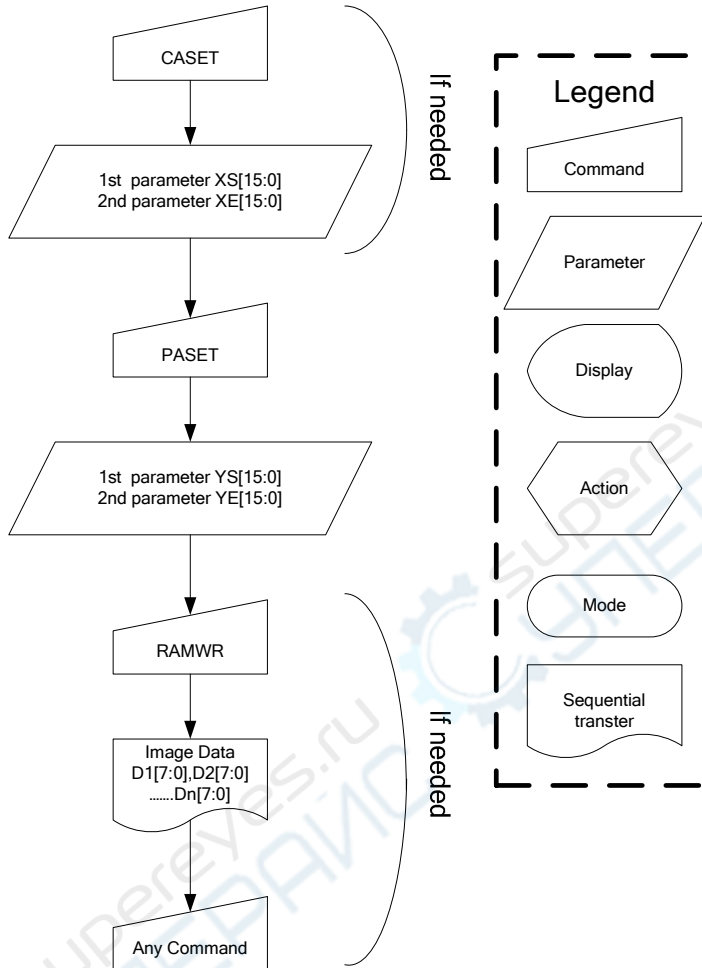 CASET
If needed
1st parameter XS[15:0]
2nd parameter XE[15:0]
PASET
1st parameter YS[15:0]
2nd parameter YE[15:0]
RAMWR
If needed
Image Data
D1[7:0],D2[7:0]
.......Dn[7:0]
Any Command
Legend
Command
Parameter
Display
Action
Mode
Sequential
transter
supereyes.ru